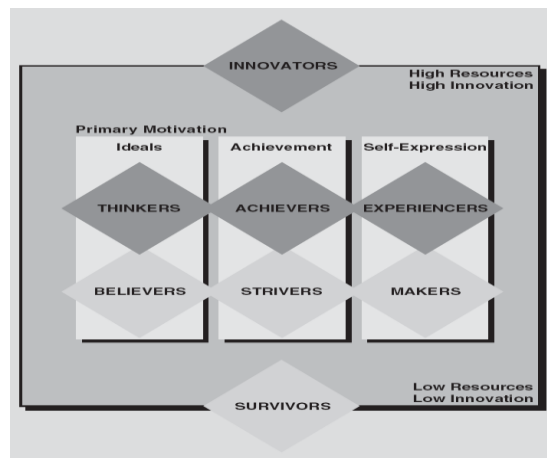 INNOVATORS
High Resources
High Innovation
Primary Motivation
Ideals
Achievement
Self-Expression
THINKERS
ACHIEVERS
EXPERIENCERS
BELIEVERS
STRIVERS
MAKERS
Low Resources
Low Innovation
SURVIVORS